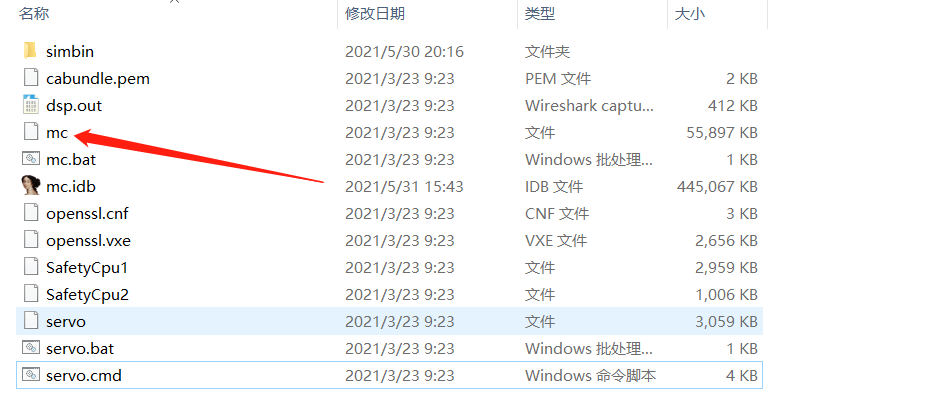 名称 修改日期 类型 大小
simbin 2021/5/30 20:16 文件夹
cabundle.pem 2021/3/23 9:23 PEM 文件 2 KB
dsp.out 2021/3/23 9:23 Wireshark captu... 412 KB
mc 2021/3/23 9:23 文件 55,897 KB
mc.bat 2021/3/23 9:23 Windows 批处理... 1 KB
mc.idb 2021/5/31 15:43 IDB 文件 445,067 KB
openssl.cnf 2021/3/23 9:23 CNF 文件 3 KB
openssl.vxe 2021/3/23 9:23 VXE 文件 2,656 KB
SafetyCpu1 2021/3/23 9:23 文件 2,959 KB
SafetyCpu2 2021/3/23 9:23 文件 1,006 KB
servo 2021/3/23 9:23 文件 3,059 KB
servo.bat 2021/3/23 9:23 Windows 批处理... 1 KB
servo.cmd 2021/3/23 9:23 Windows 命令脚本 4 KB